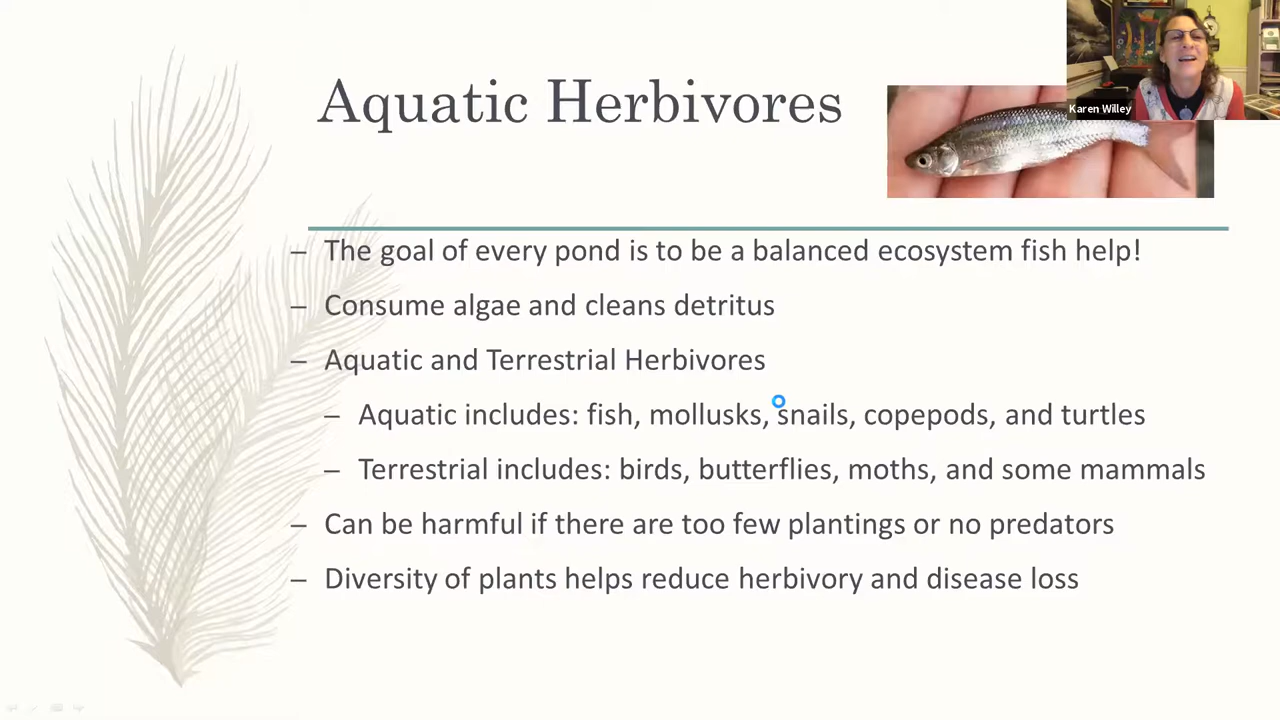 Aquatic Herbivores
Karen Willey
– The goal of every pond is to be a balanced ecosystem fish help!
– Consume algae and cleans detritus
– Aquatic and Terrestrial Herbivores
– Aquatic includes: fish, mollusks, snails, copepods, and turtles
– Terrestrial includes: birds, butterflies, moths, and some mammals
– Can be harmful if there are too few plantings or no predators
– Diversity of plants helps reduce herbivory and disease loss